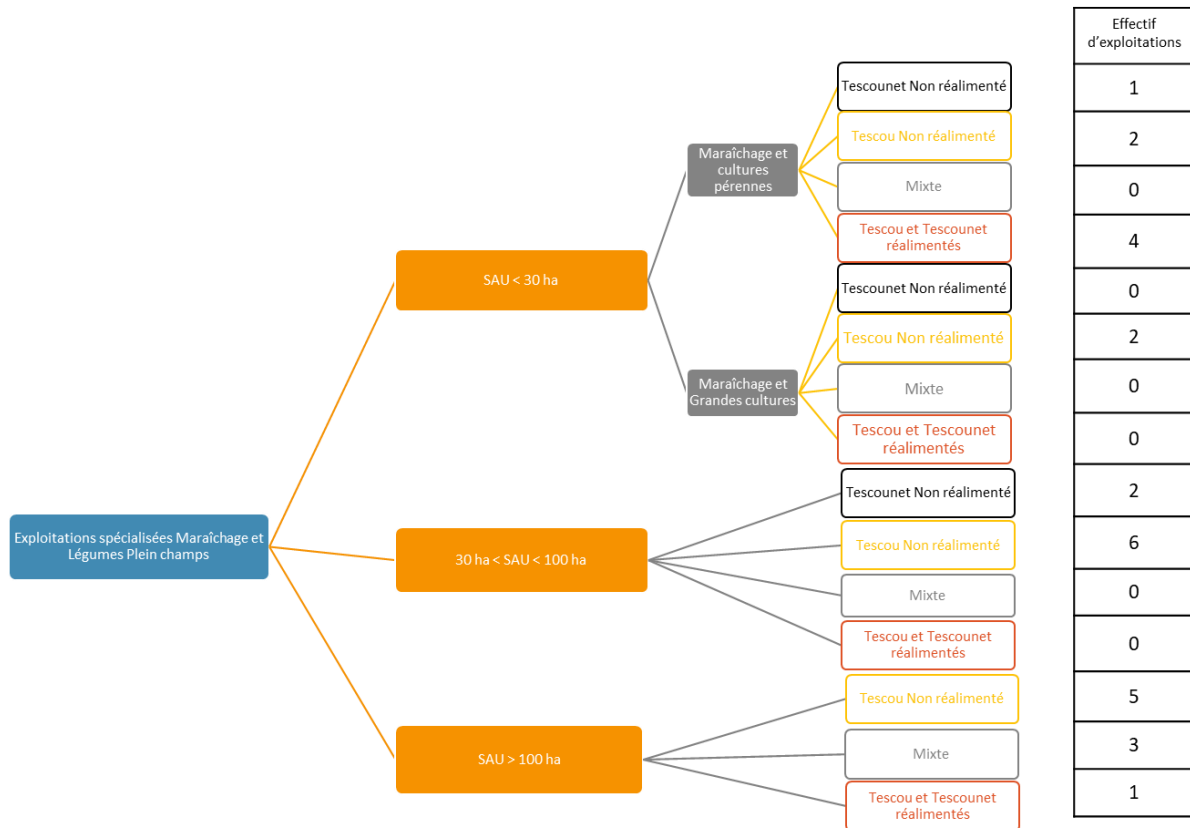 Effectif
d'exploitations
Tescounet Non réalimenté
1
Tescou Non réalimenté
2
Maraîchage et
cultures
pérennes
Mixte
0
Tescou et Tescounet
réalimentés
4
SAU < 30 ha
Tescounet Non réalimenté
0
Tescou Non réalimenté
2
Maraîchage et
Grandes cultures
Mixte
0
Tescou et Tescounet
réalimentés
0
Tescounet Non réalimenté
2
Exploitations spécialisées Maraîchage et
Légumes Plein champs
30 ha < SAU < 100 ha
Tescou Non réalimenté
6
Mixte
0
Tescou et Tescounet
réalimentés
0
Tescou Non réalimenté
5
SAU > 100 ha
Mixte
3
Tescou et Tescounet
réalimentés
1